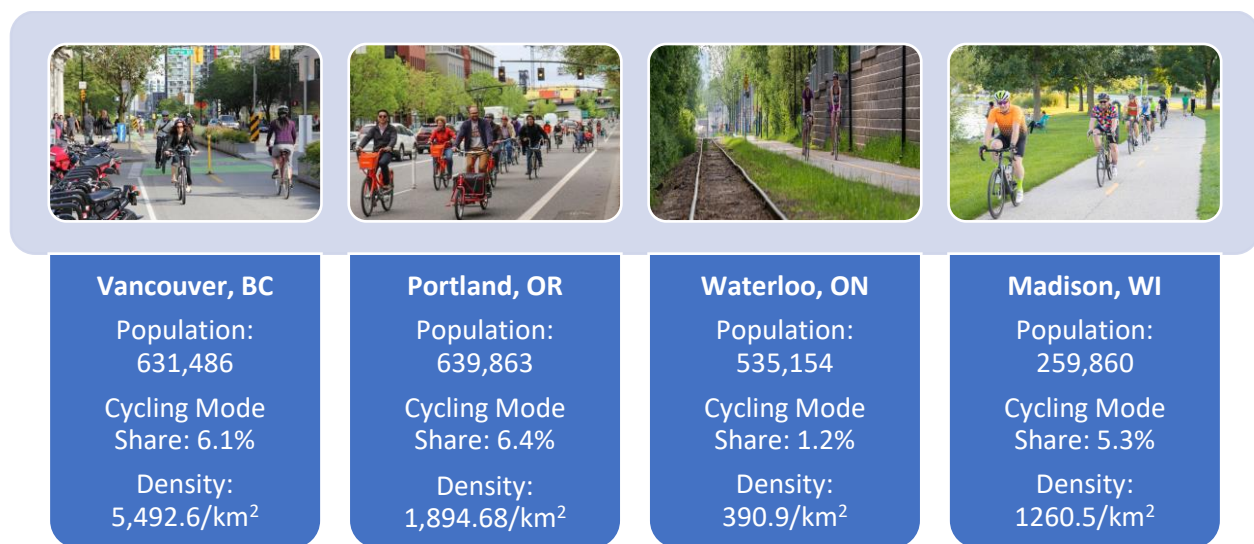 Vancouver, BC
Population:
631,486
Cycling Mode
Share: 6.1%
Density:
5,492.6/km²
Portland, OR
Population:
639,863
Cycling Mode
Share: 6.4%
Density:
1,894.68/km²
Waterloo, ON
Population:
535,154
Cycling Mode
Share: 1.2%
Density:
390.9/km²
Madison, WI
Population:
259,860
Cycling Mode
Share: 5.3%
Density:
1260.5/km²